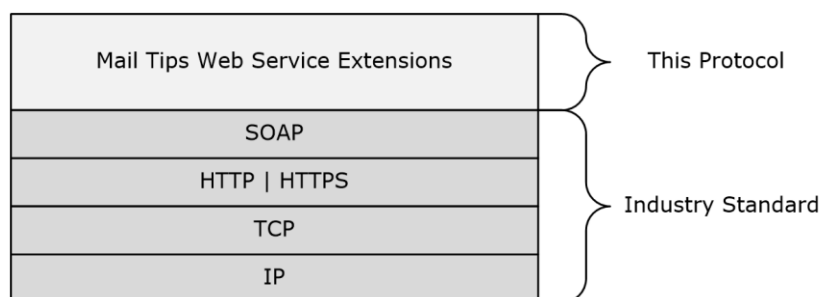 Mail Tips Web Service Extensions
This Protocol
SOAP
HTTP | HTTPS
TCP
IP
Industry Standard